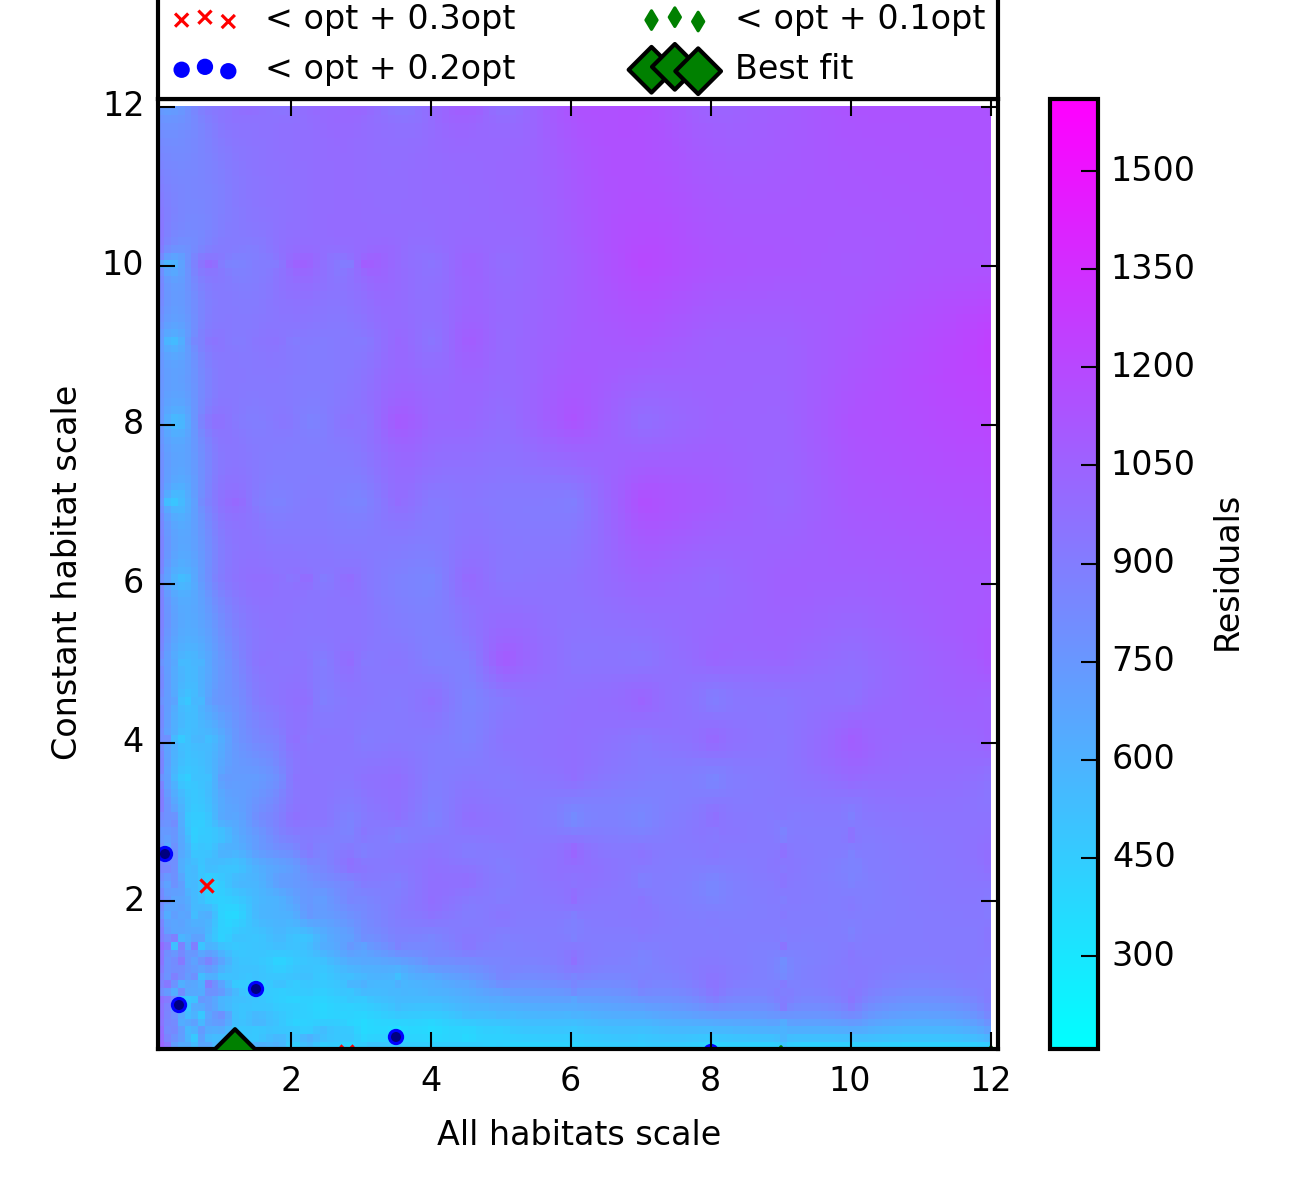 < opt + 0.3opt
< opt + 0.1opt
< opt + 0.2opt
Best fit
12
10
8
6
4
2
Constant habitat scale
2 4 6 8 10 12
All habitats scale
1500
1350
1200
1050
900
750
600
450
300
Residuals